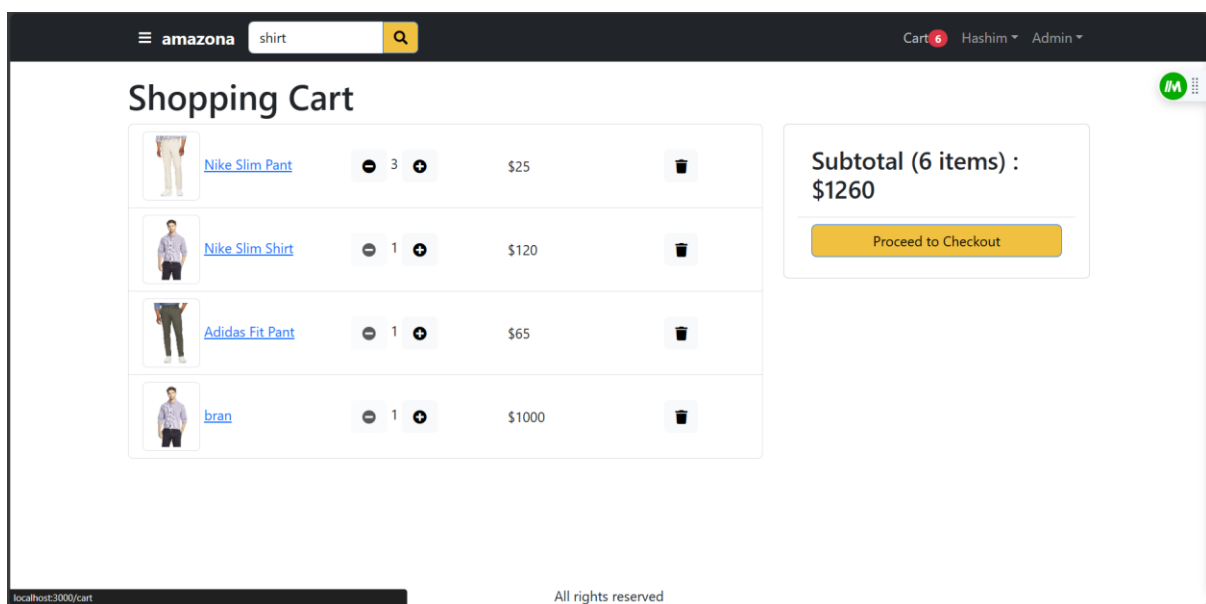 amazona shirt Cart 6 Hashim Admin
Shopping Cart
Nike Slim Pant 3 $25
Nike Slim Shirt 1 $120
Adidas Fit Pant 1 $65
bran 1 $1000
Subtotal (6 items) :
$1260
Proceed to Checkout
All rights reserved
localhost:3000/cart